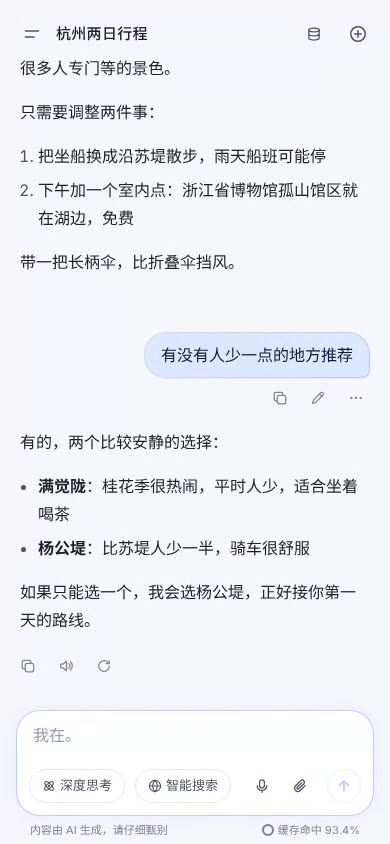 杭州两日行程
很多人专门等的景色。
只需要调整两件事：
1. 把坐船换成沿苏堤散步，雨天船班可能停
2. 下午加一个室内点：浙江省博物馆孤山馆区就
在湖边，免费
带一把长柄伞，比折叠伞挡风。
有没有人少一点的地方推荐
有的，两个比较安静的选择：
• 满觉陇：桂花季很热闹，平时人少，适合坐着
喝茶
• 杨公堤：比苏堤人少一半，骑车很舒服
如果只能选一个，我会选杨公堤，正好接你第一
天的路线。
我在。
深度思考 智能搜索
内容由 AI 生成，请仔细甄别 缓存命中 93.4%